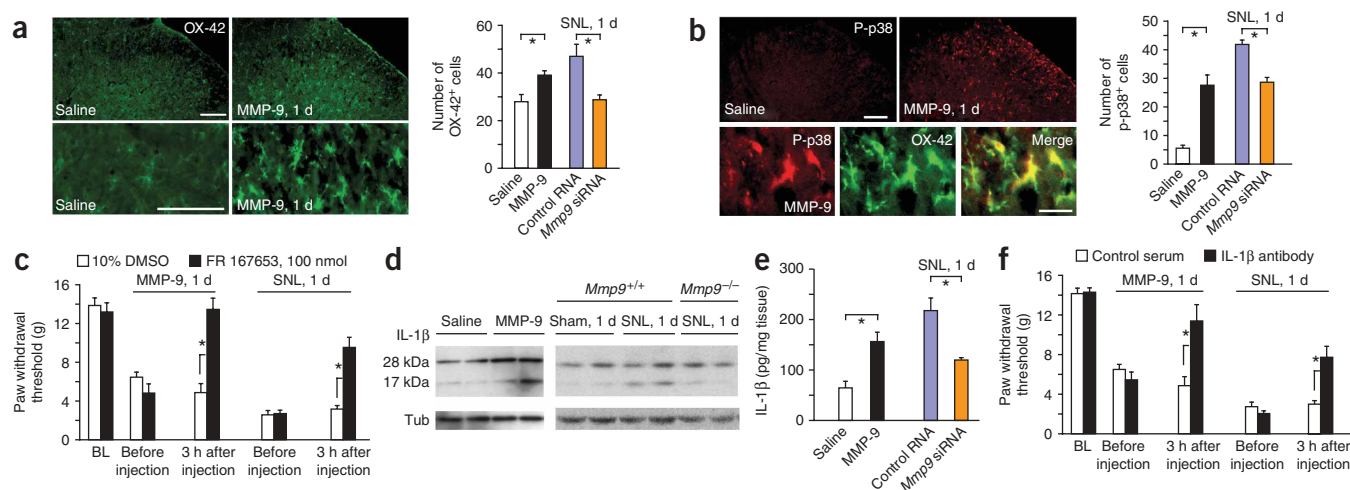 a
OX-42
Saline
MMP-9, 1 d
Saline
MMP-9, 1 d
SNL, 1 d
*
*
Number of
OX-42+ cells
60
40
20
0
Saline
MMP-9
Control RNA
Mmp9 siRNA
b
P-p38
Saline
MMP-9, 1 d
P-p38
OX-42
Merge
MMP-9
SNL, 1 d
*
*
Number of
p-p38+ cells
50
40
30
20
10
0
Saline
MMP-9
Control RNA
Mmp9 siRNA
c
10% DMSO
FR 167653, 100 nmol
MMP-9, 1 d
SNL, 1 d
Paw withdrawal
threshold (g)
16
12
8
4
0
*
*
BL
Before
injection
3 h after
injection
Before
injection
3 h after
injection
d
Mmp9+/+
Mmp9−/−
Saline
MMP-9
Sham, 1 d
SNL, 1 d
SNL, 1 d
IL-1β
28 kDa
17 kDa
Tub
e
IL-1β (pg/mg tissue)
300
200
150
100
50
0
SNL, 1 d
*
*
Saline
MMP-9
Control RNA
Mmp9 siRNA
f
Control serum
IL-1β antibody
MMP-9, 1 d
SNL, 1 d
Paw withdrawal
threshold (g)
16
12
8
4
0
*
*
BL
Before
injection
3 h after
injection
Before
injection
3 h after
injection